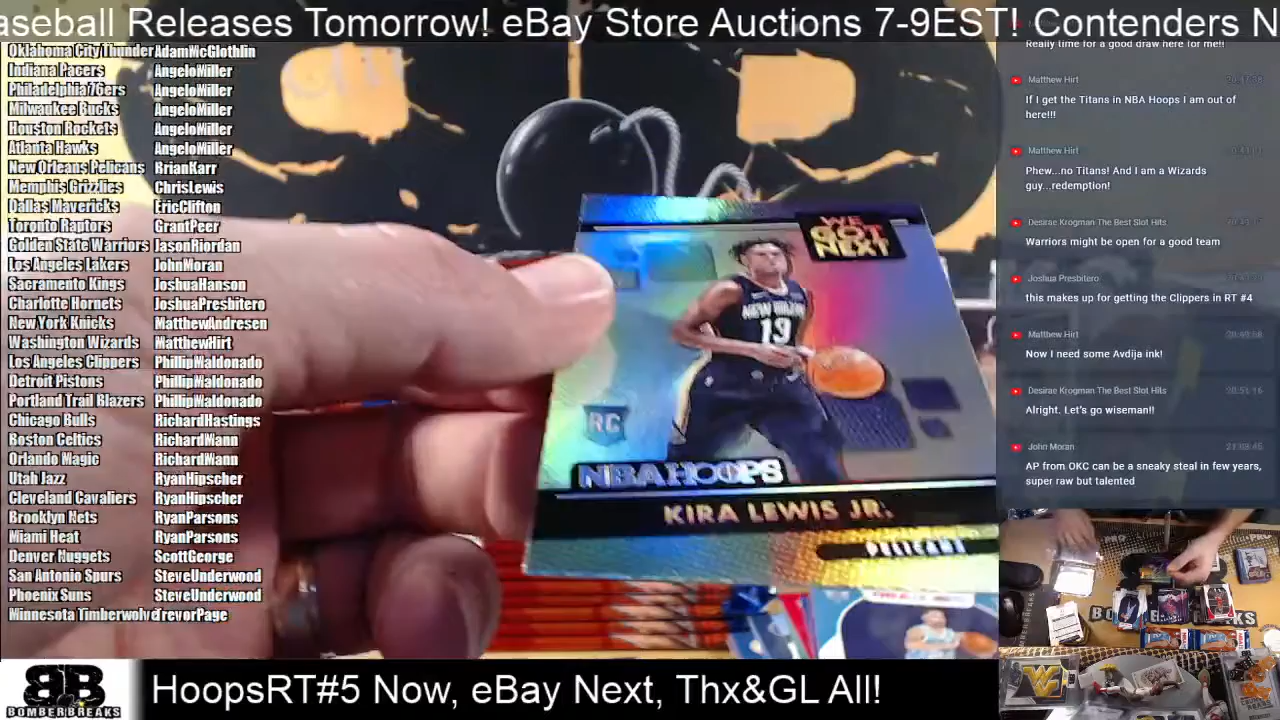 aseball Releases Tomorrow! eBay Store Auctions 7-9EST! Contenders N
Oklahoma City Thunder AdamMcGlothlin
Indiana Pacers AngeloMiller
Philadelphia 76ers AngeloMiller
Milwaukee Bucks AngeloMiller
Houston Rockets AngeloMiller
Atlanta Hawks AngeloMiller
New Orleans Pelicans BrianKarr
Memphis Grizzlies ChrisLewis
Dallas Mavericks EricClifton
Toronto Raptors GrantPeer
Golden State Warriors JasonRiordan
Los Angeles Lakers JohnMoran
Sacramento Kings JoshuaHanson
Charlotte Hornets JoshuaPresbitero
New York Knicks MatthewAndresen
Washington Wizards MatthewHirt
Los Angeles Clippers PhillipMaldonado
Detroit Pistons PhillipMaldonado
Portland Trail Blazers PhillipMaldonado
Chicago Bulls RichardHastings
Boston Celtics RichardMann
Orlando Magic RichardMann
Utah Jazz RyanHipscher
Cleveland Cavaliers RyanHipscher
Brooklyn Nets RyanParsons
Miami Heat RyanParsons
Denver Nuggets ScottGeorge
San Antonio Spurs SteveUnderwood
Phoenix Suns SteveUnderwood
Minnesota Timberwolve TrevorPage
WE
GOT
NEXT
NEW ORLEANS
13
RC
NBA HOOPS
KIRA LEWIS JR.
PELICANS
Really time for a good draw here for me!!
Matthew Hirt
If I get the Titans in NBA Hoops I am out of
here!!!
Matthew Hirt
Phew...no Titans! And I am a Wizards
guy...redemption!
Desirae Krogman The Best Slot Hits
Warriors might be open for a good team
Joshua Presbitero
this makes up for getting the Clippers in RT #4
Matthew Hirt
Now I need some Avdija ink!
Desirae Krogman The Best Slot Hits
Alright. Let's go wiseman!!
John Moran
AP from OKC can be a sneaky steal in few years,
super raw but talented
BB
BOMBERBREAKS
HoopsRT#5 Now, eBay Next, Thx&GL All!